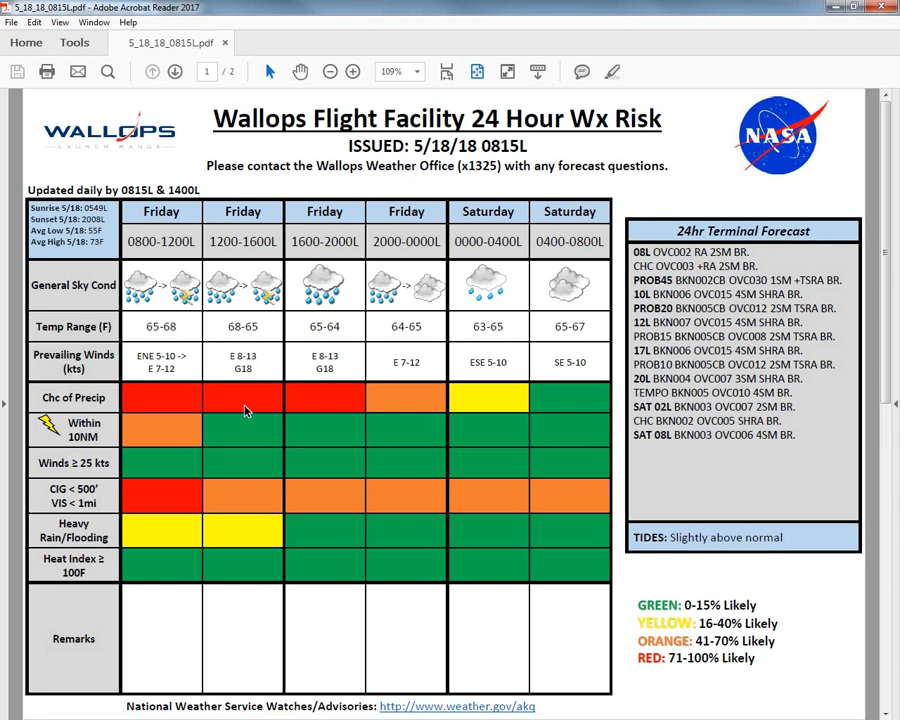 5_18_18_0815L.pdf - Adobe Acrobat Reader 2017
File Edit View Window Help
Home Tools 5_18_18_0815L.pdf ×
1 / 2 109%
WALLOPS
LAUNCH RANGE
Wallops Flight Facility 24 Hour Wx Risk
ISSUED: 5/18/18 0815L
Please contact the Wallops Weather Office (x1325) with any forecast questions.
NASA
Updated daily by 0815L & 1400L
Sunrise 5/18: 0549L
Sunset 5/18: 2008L
Avg Low 5/18: 55F
Avg High 5/18: 73F
Friday Friday Friday Friday Saturday Saturday
0800-1200L 1200-1600L 1600-2000L 2000-0000L 0000-0400L 0400-0800L
General Sky Cond -> -> ->
Temp Range (F) 65-68 68-65 65-64 64-65 63-65 65-67
Prevailing Winds (kts) ENE 5-10 -> E 7-12 E 8-13 G18 E 8-13 G18 E 7-12 ESE 5-10 SE 5-10
Chc of Precip
Within 10NM
Winds ≥ 25 kts
CIG < 500'
VIS < 1mi
Heavy
Rain/Flooding
Heat Index ≥
100F
Remarks
24hr Terminal Forecast
08L OVC002 RA 2SM BR.
CHC OVC003 +RA 2SM BR.
PROB45 BKN002CB OVC030 1SM +TSRA BR.
10L BKN006 OVC015 4SM SHRA BR.
PROB20 BKN005CB OVC012 2SM TSRA BR.
12L BKN007 OVC015 4SM SHRA BR.
PROB15 BKN005CB OVC008 2SM TSRA BR.
17L BKN006 OVC015 4SM SHRA BR.
PROB10 BKN005CB OVC012 2SM TSRA BR.
20L BKN004 OVC007 3SM SHRA BR.
TEMPO BKN005 OVC010 4SM BR.
SAT 02L BKN003 OVC007 2SM BR.
CHC BKN002 OVC005 SHRA BR.
SAT 08L BKN003 OVC006 4SM BR.
TIDES: Slightly above normal
GREEN: 0-15% Likely
YELLOW: 16-40% Likely
ORANGE: 41-70% Likely
RED: 71-100% Likely
National Weather Service Watches/Advisories: http://www.weather.gov/akq